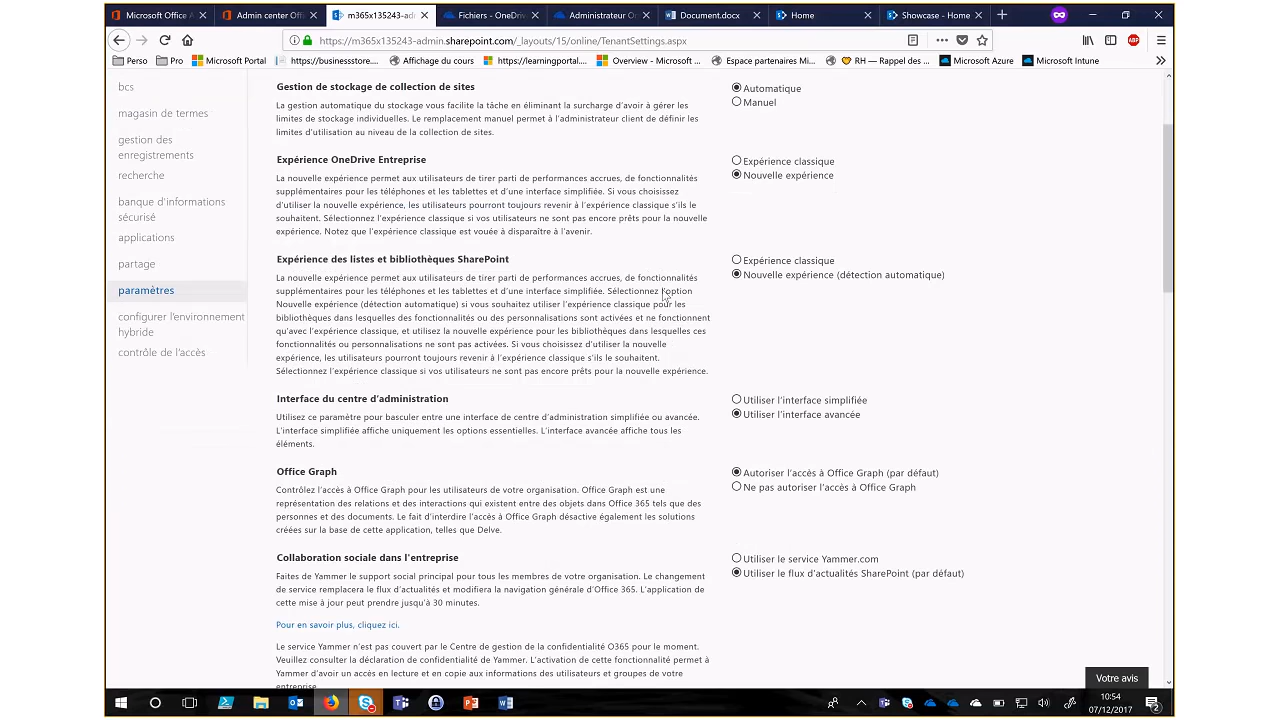 Microsoft Office A
Admin center Offi
m365x135243-adm
Fichiers - OneDriv
Administrateur On
Document.docx
Home
Showcase - Home
https://m365x135243-admin.sharepoint.com/_layouts/15/online/TenantSettings.aspx
Perso
Pro
Microsoft Portal
https://businessstore....
Affichage du cours
https://learningportal....
Overview - Microsoft ...
Espace partenaires Mi...
RH — Rappel des ...
Microsoft Azure
Microsoft Intune
bcs
magasin de termes
gestion des
enregistrements
recherche
banque d'informations
sécurisé
applications
partage
paramètres
configurer l'environnement
hybride
contrôle de l'accès
Gestion de stockage de collection de sites
La gestion automatique du stockage vous facilite la tâche en éliminant la surcharge d'avoir à gérer les
limites de stockage individuelles. Le remplacement manuel permet à l'administrateur client de définir les
limites d'utilisation au niveau de la collection de sites.
Automatique
Manuel
Expérience OneDrive Entreprise
La nouvelle expérience permet aux utilisateurs de tirer parti de performances accrues, de fonctionnalités
supplémentaires pour les téléphones et les tablettes et d'une interface simplifiée. Si vous choisissez
d'utiliser la nouvelle expérience, les utilisateurs pourront toujours revenir à l'expérience classique s'ils le
souhaitent. Sélectionnez l'expérience classique si vos utilisateurs ne sont pas encore prêts pour la nouvelle
expérience. Notez que l'expérience classique est vouée à disparaître à l'avenir.
Expérience classique
Nouvelle expérience
Expérience des listes et bibliothèques SharePoint
La nouvelle expérience permet aux utilisateurs de tirer parti de performances accrues, de fonctionnalités
supplémentaires pour les téléphones et les tablettes et d'une interface simplifiée. Sélectionnez l'option
Nouvelle expérience (détection automatique) si vous souhaitez utiliser l'expérience classique pour les
bibliothèques dans lesquelles des fonctionnalités ou des personnalisations sont activées et ne fonctionnent
qu'avec l'expérience classique, et utilisez la nouvelle expérience pour les bibliothèques dans lesquelles ces
fonctionnalités ou personnalisations ne sont pas activées. Si vous choisissez d'utiliser la nouvelle
expérience, les utilisateurs pourront toujours revenir à l'expérience classique s'ils le souhaitent.
Sélectionnez l'expérience classique si vos utilisateurs ne sont pas encore prêts pour la nouvelle expérience.
Expérience classique
Nouvelle expérience (détection automatique)
Interface du centre d'administration
Utilisez ce paramètre pour basculer entre une interface de centre d'administration simplifiée ou avancée.
L'interface simplifiée affiche uniquement les options essentielles. L'interface avancée affiche tous les
éléments.
Utiliser l'interface simplifiée
Utiliser l'interface avancée
Office Graph
Contrôlez l'accès à Office Graph pour les utilisateurs de votre organisation. Office Graph est une
représentation des relations et des interactions qui existent entre des objets dans Office 365 tels que des
personnes et des documents. Le fait d'interdire l'accès à Office Graph désactive également les solutions
créées sur la base de cette application, telles que Delve.
Autoriser l'accès à Office Graph (par défaut)
Ne pas autoriser l'accès à Office Graph
Collaboration sociale dans l'entreprise
Faites de Yammer le support social principal pour tous les membres de votre organisation. Le changement
de service remplacera le flux d'actualités et modifiera la navigation générale d'Office 365. L'application de
cette mise à jour peut prendre jusqu'à 30 minutes.
Pour en savoir plus, cliquez ici.
Le service Yammer n'est pas couvert par le Centre de gestion de la confidentialité O365 pour le moment.
Veuillez consulter la déclaration de confidentialité de Yammer. L'activation de cette fonctionnalité permet à
Yammer d'avoir un accès en lecture et en copie aux informations des utilisateurs et groupes de votre
entreprise.
Utiliser le service Yammer.com
Utiliser le flux d'actualités SharePoint (par défaut)
Votre avis
10:54
07/12/2017
2